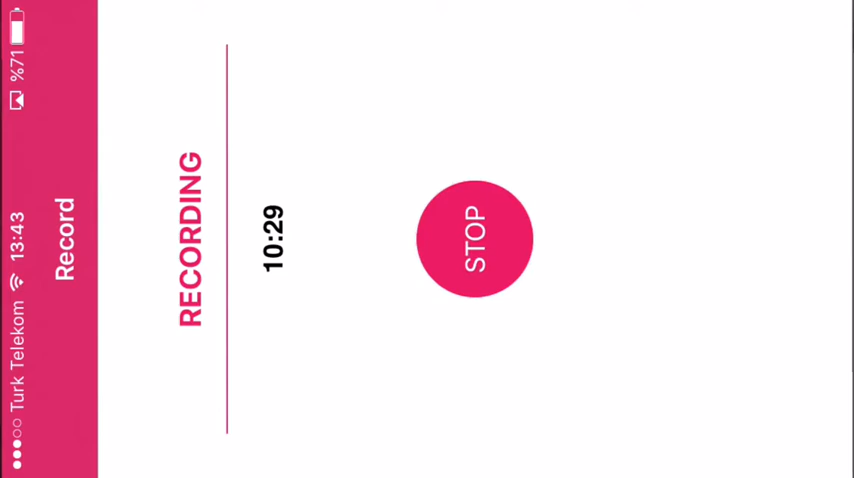 Turk Telekom 13:43 %71
Record
RECORDING
10:29
STOP